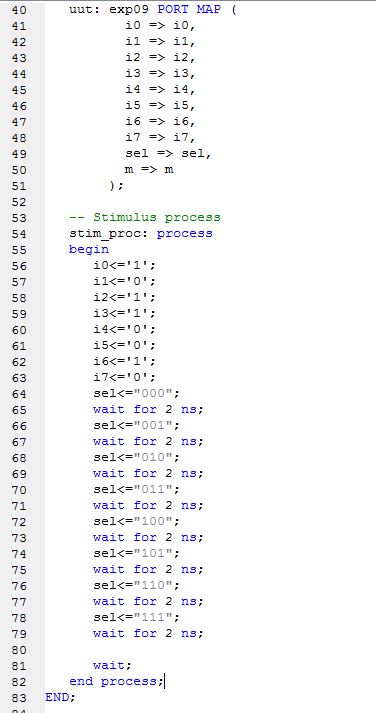 40 uut: exp09 PORT MAP (
41 i0 => i0,
42 i1 => i1,
43 i2 => i2,
44 i3 => i3,
45 i4 => i4,
46 i5 => i5,
47 i6 => i6,
48 i7 => i7,
49 sel => sel,
50 m => m
51 );
52
53 -- Stimulus process
54 stim_proc: process
55 begin
56 i0<='1';
57 i1<='0';
58 i2<='1';
59 i3<='1';
60 i4<='0';
61 i5<='0';
62 i6<='1';
63 i7<='0';
64 sel<="000";
65 wait for 2 ns;
66 sel<="001";
67 wait for 2 ns;
68 sel<="010";
69 wait for 2 ns;
70 sel<="011";
71 wait for 2 ns;
72 sel<="100";
73 wait for 2 ns;
74 sel<="101";
75 wait for 2 ns;
76 sel<="110";
77 wait for 2 ns;
78 sel<="111";
79 wait for 2 ns;
80
81 wait;
82 end process;
83 END;